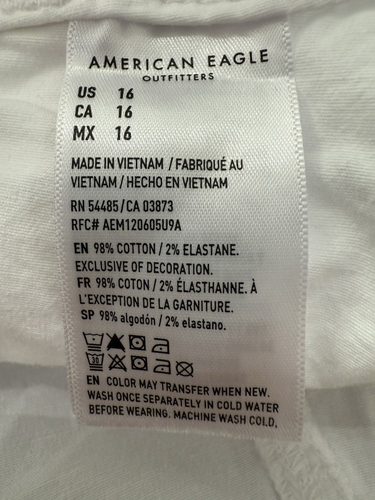 AMERICAN EAGLE
OUTFITTERS
US 16
CA 16
MX 16
MADE IN VIETNAM / FABRIQUÉ AU
VIETNAM / HECHO EN VIETNAM
RN 54485/CA 03873
RFC# AEM120605U9A
EN 98% COTTON / 2% ELASTANE.
EXCLUSIVE OF DECORATION.
FR 98% COTON / 2% ÉLASTHANNE. À
L'EXCEPTION DE LA GARNITURE.
SP 98% algodón / 2% elastano.
EN COLOR MAY TRANSFER WHEN NEW.
WASH ONCE SEPARATELY IN COLD WATER
BEFORE WEARING. MACHINE WASH COLD,